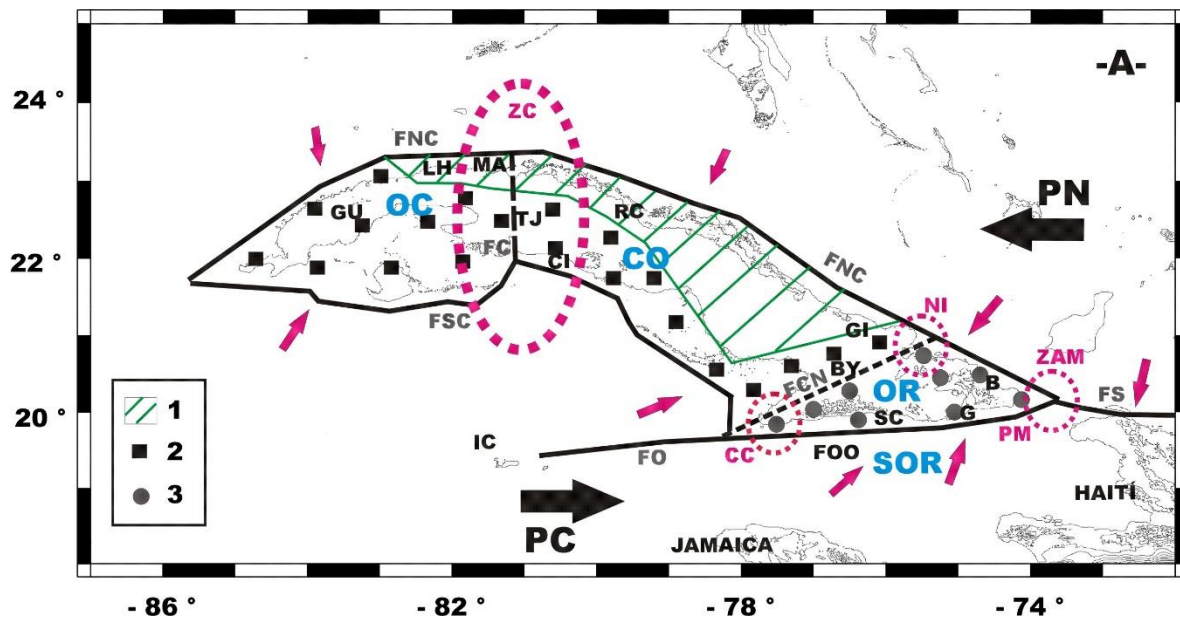 -A-
24 °
22 °
20 °
ZC
FNC
LH
MA
PN
GU
OC
TJ
RC
FC
CI
CO
FNC
FSC
NI
GI
ZAM
BY
B
FCN
OR
SC
G
FS
PM
IC
CC
FO
FOO
SOR
HAITÍ
PC
JAMAICA
1
2
3
- 86 °
- 82 °
- 78 °
- 74 °